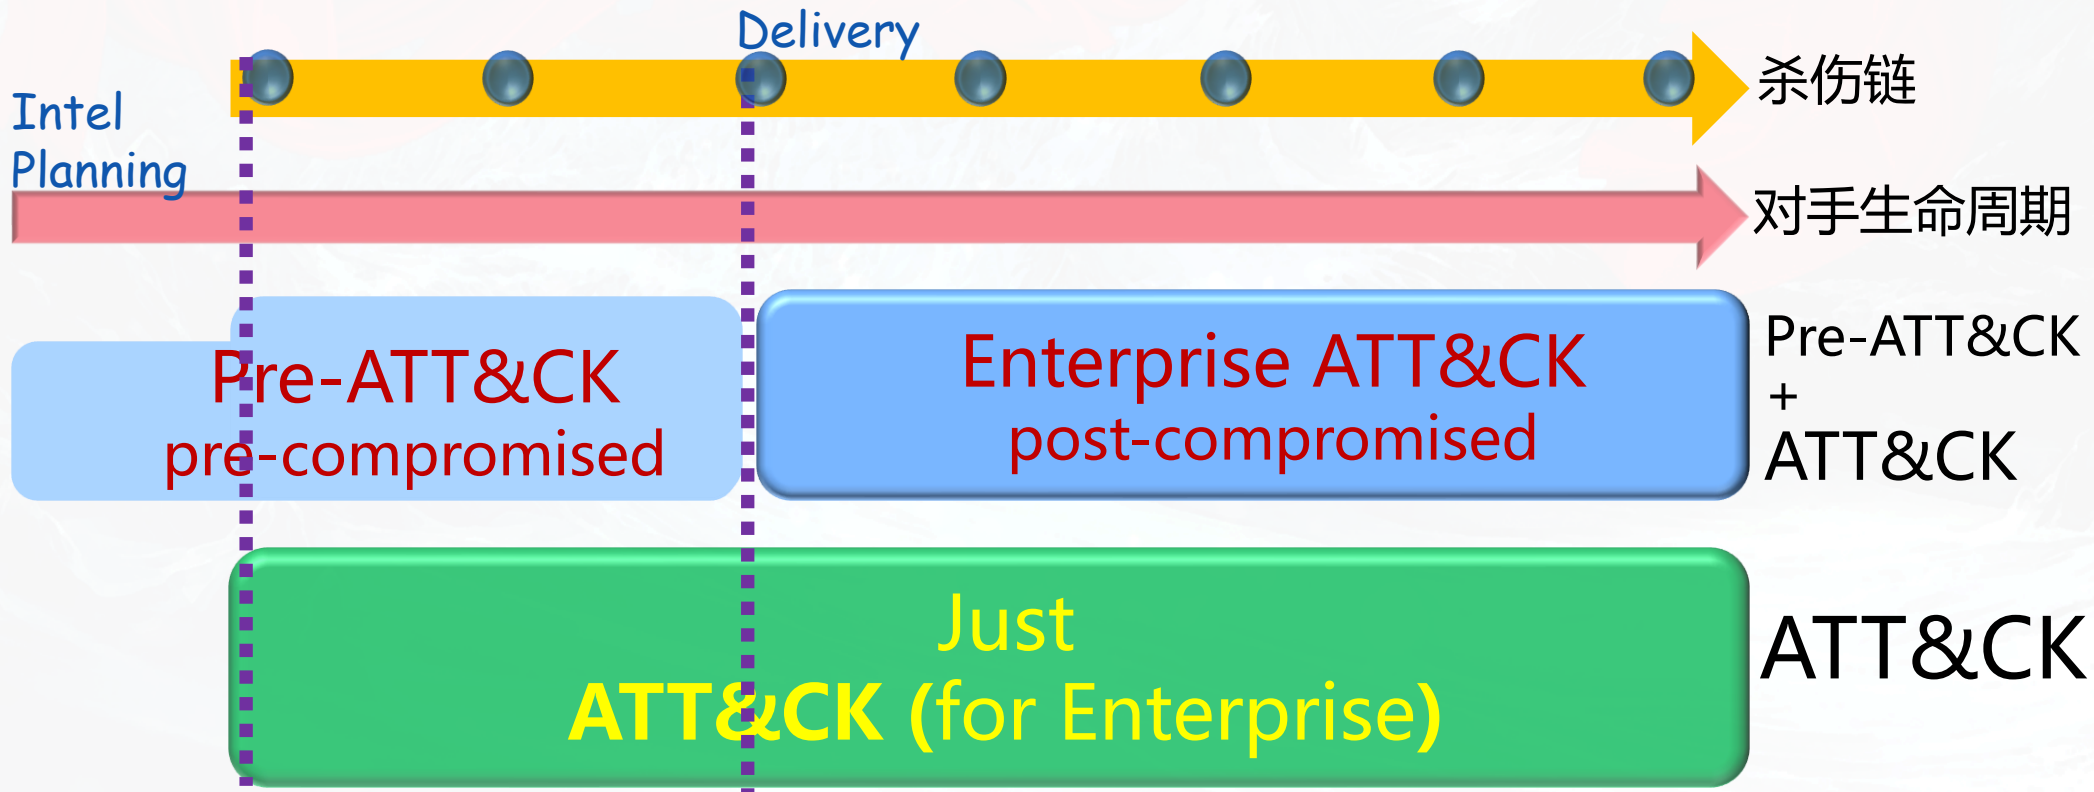 Delivery
杀伤链
Intel
Planning
对手生命周期
Pre-ATT&CK
pre-compromised
Enterprise ATT&CK
post-compromised
Pre-ATT&CK
+
ATT&CK
Just
ATT&CK (for Enterprise)
ATT&CK